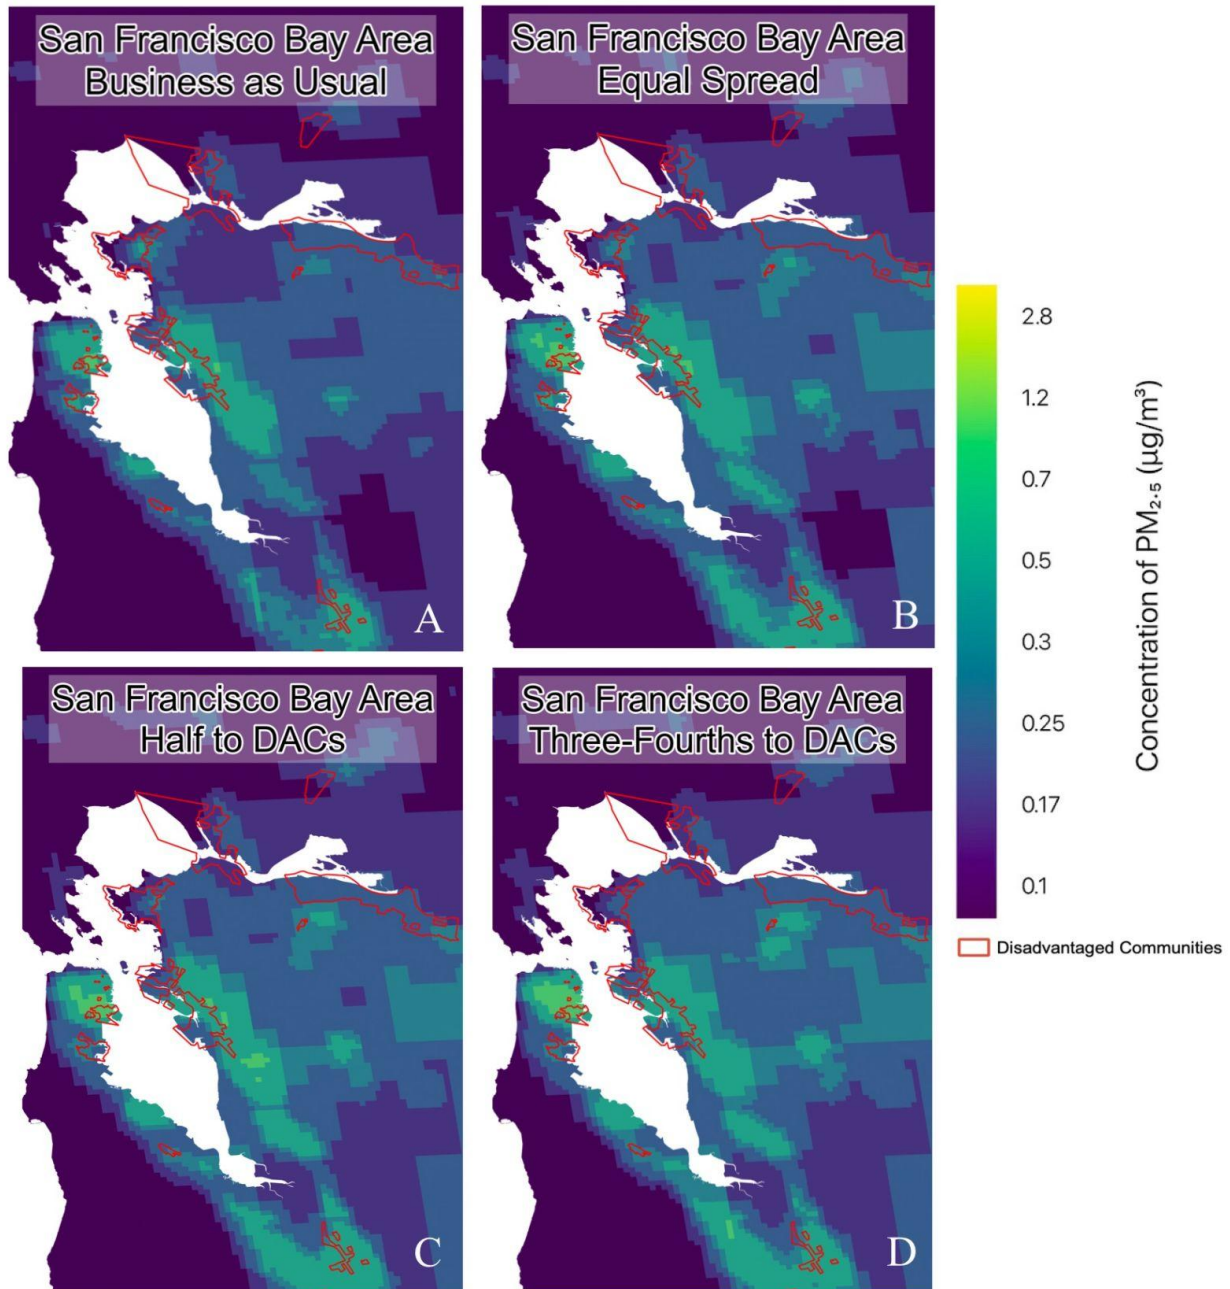 San Francisco Bay Area
Business as Usual
A
San Francisco Bay Area
Equal Spread
B
San Francisco Bay Area
Half to DACs
C
San Francisco Bay Area
Three-Fourths to DACs
D
2.8
1.2
0.7
0.5
0.3
0.25
0.17
0.1
Concentration of PM₂.₅ (μg/m³)
Disadvantaged Communities